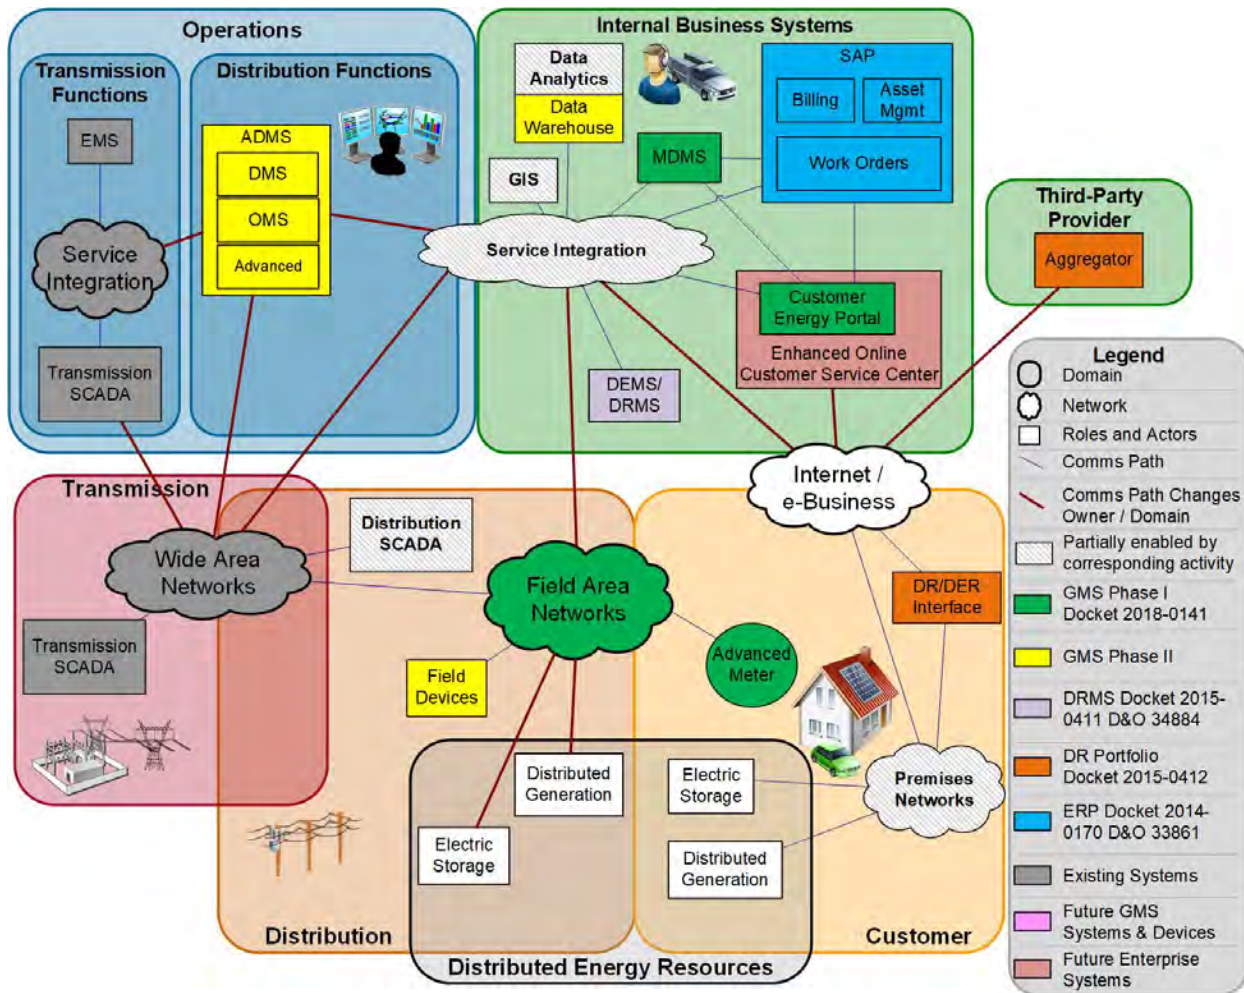 Operations
Transmission
Functions
EMS
Service
Integration
Transmission
SCADA
Distribution Functions
ADMS
DMS
OMS
Advanced
Internal Business Systems
Data
Analytics
Data
Warehouse
GIS
MDMS
SAP
Billing
Asset
Mgmt
Work Orders
Service Integration
Customer
Energy Portal
Enhanced Online
Customer Service Center
DEMS/
DRMS
Third-Party
Provider
Aggregator
Internet /
e-Business
Transmission
Wide Area
Networks
Transmission
SCADA
Distribution
SCADA
Field Area
Networks
Field
Devices
Advanced
Meter
DR/DER
Interface
Premises
Networks
Distributed
Generation
Electric
Storage
Electric
Storage
Distributed
Generation
Distribution
Customer
Distributed Energy Resources
Legend
Domain
Network
Roles and Actors
Comms Path
Comms Path Changes
Owner / Domain
Partially enabled by
corresponding activity
GMS Phase I
Docket 2018-0141
GMS Phase II
DRMS Docket 2015-
0411 D&O 34884
DR Portfolio
Docket 2015-0412
ERP Docket 2014-
0170 D&O 33861
Existing Systems
Future GMS
Systems & Devices
Future Enterprise
Systems